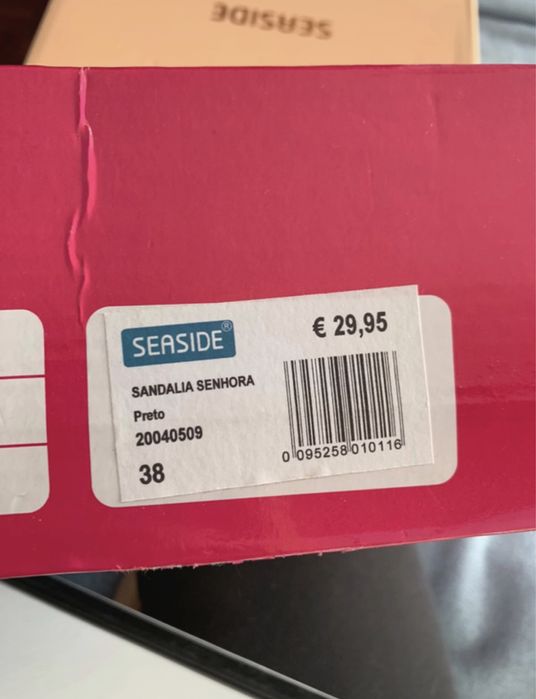 SEASIDE
SEASIDE®
€ 29,95
SANDALIA SENHORA
Preto
20040509
38
0 095258 010116